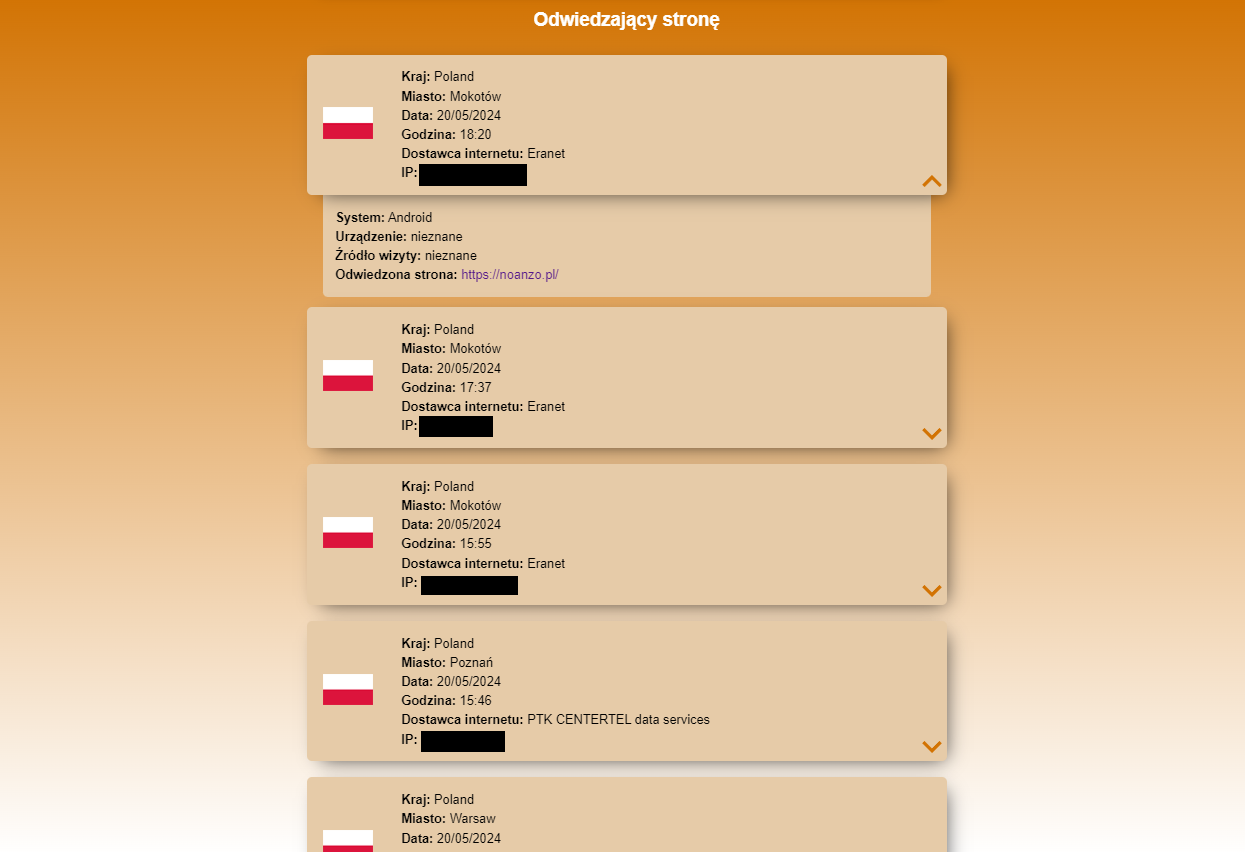 Odwiedzający stronę
Kraj: Poland
Miasto: Mokotów
Data: 20/05/2024
Godzina: 18:20
Dostawca internetu: Eranet
IP:
System: Android
Urządzenie: nieznane
Źródło wizyty: nieznane
Odwiedzona strona: https://noanzo.pl/
Kraj: Poland
Miasto: Mokotów
Data: 20/05/2024
Godzina: 17:37
Dostawca internetu: Eranet
IP:
Kraj: Poland
Miasto: Mokotów
Data: 20/05/2024
Godzina: 15:55
Dostawca internetu: Eranet
IP:
Kraj: Poland
Miasto: Poznań
Data: 20/05/2024
Godzina: 15:46
Dostawca internetu: PTK CENTERTEL data services
IP:
Kraj: Poland
Miasto: Warsaw
Data: 20/05/2024